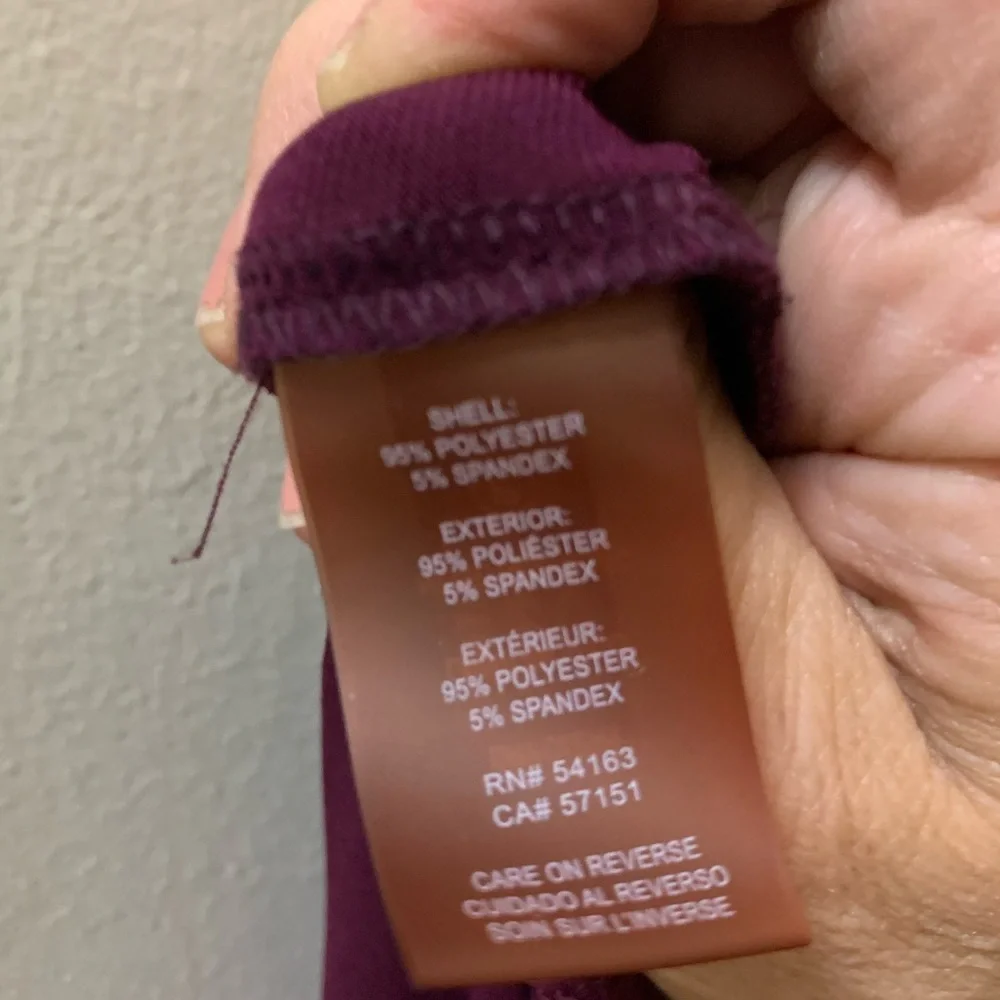 SHELL:
95% POLYESTER
5% SPANDEX
EXTERIOR:
95% POLIÉSTER
5% SPANDEX
EXTÉRIEUR:
95% POLYESTER
5% SPANDEX
RN# 54163
CA# 57151
CARE ON REVERSE
CUIDADO AL REVERSO
SOIN SUR L'INVERSE